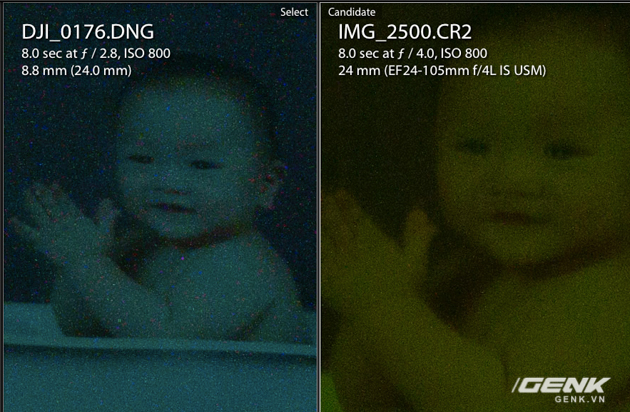 Select
DJI_0176.DNG
8.0 sec at ƒ / 2.8, ISO 800
8.8 mm (24.0 mm)
Candidate
IMG_2500.CR2
8.0 sec at ƒ / 4.0, ISO 800
24 mm (EF24-105mm f/4L IS USM)
GENK
GENK.VN